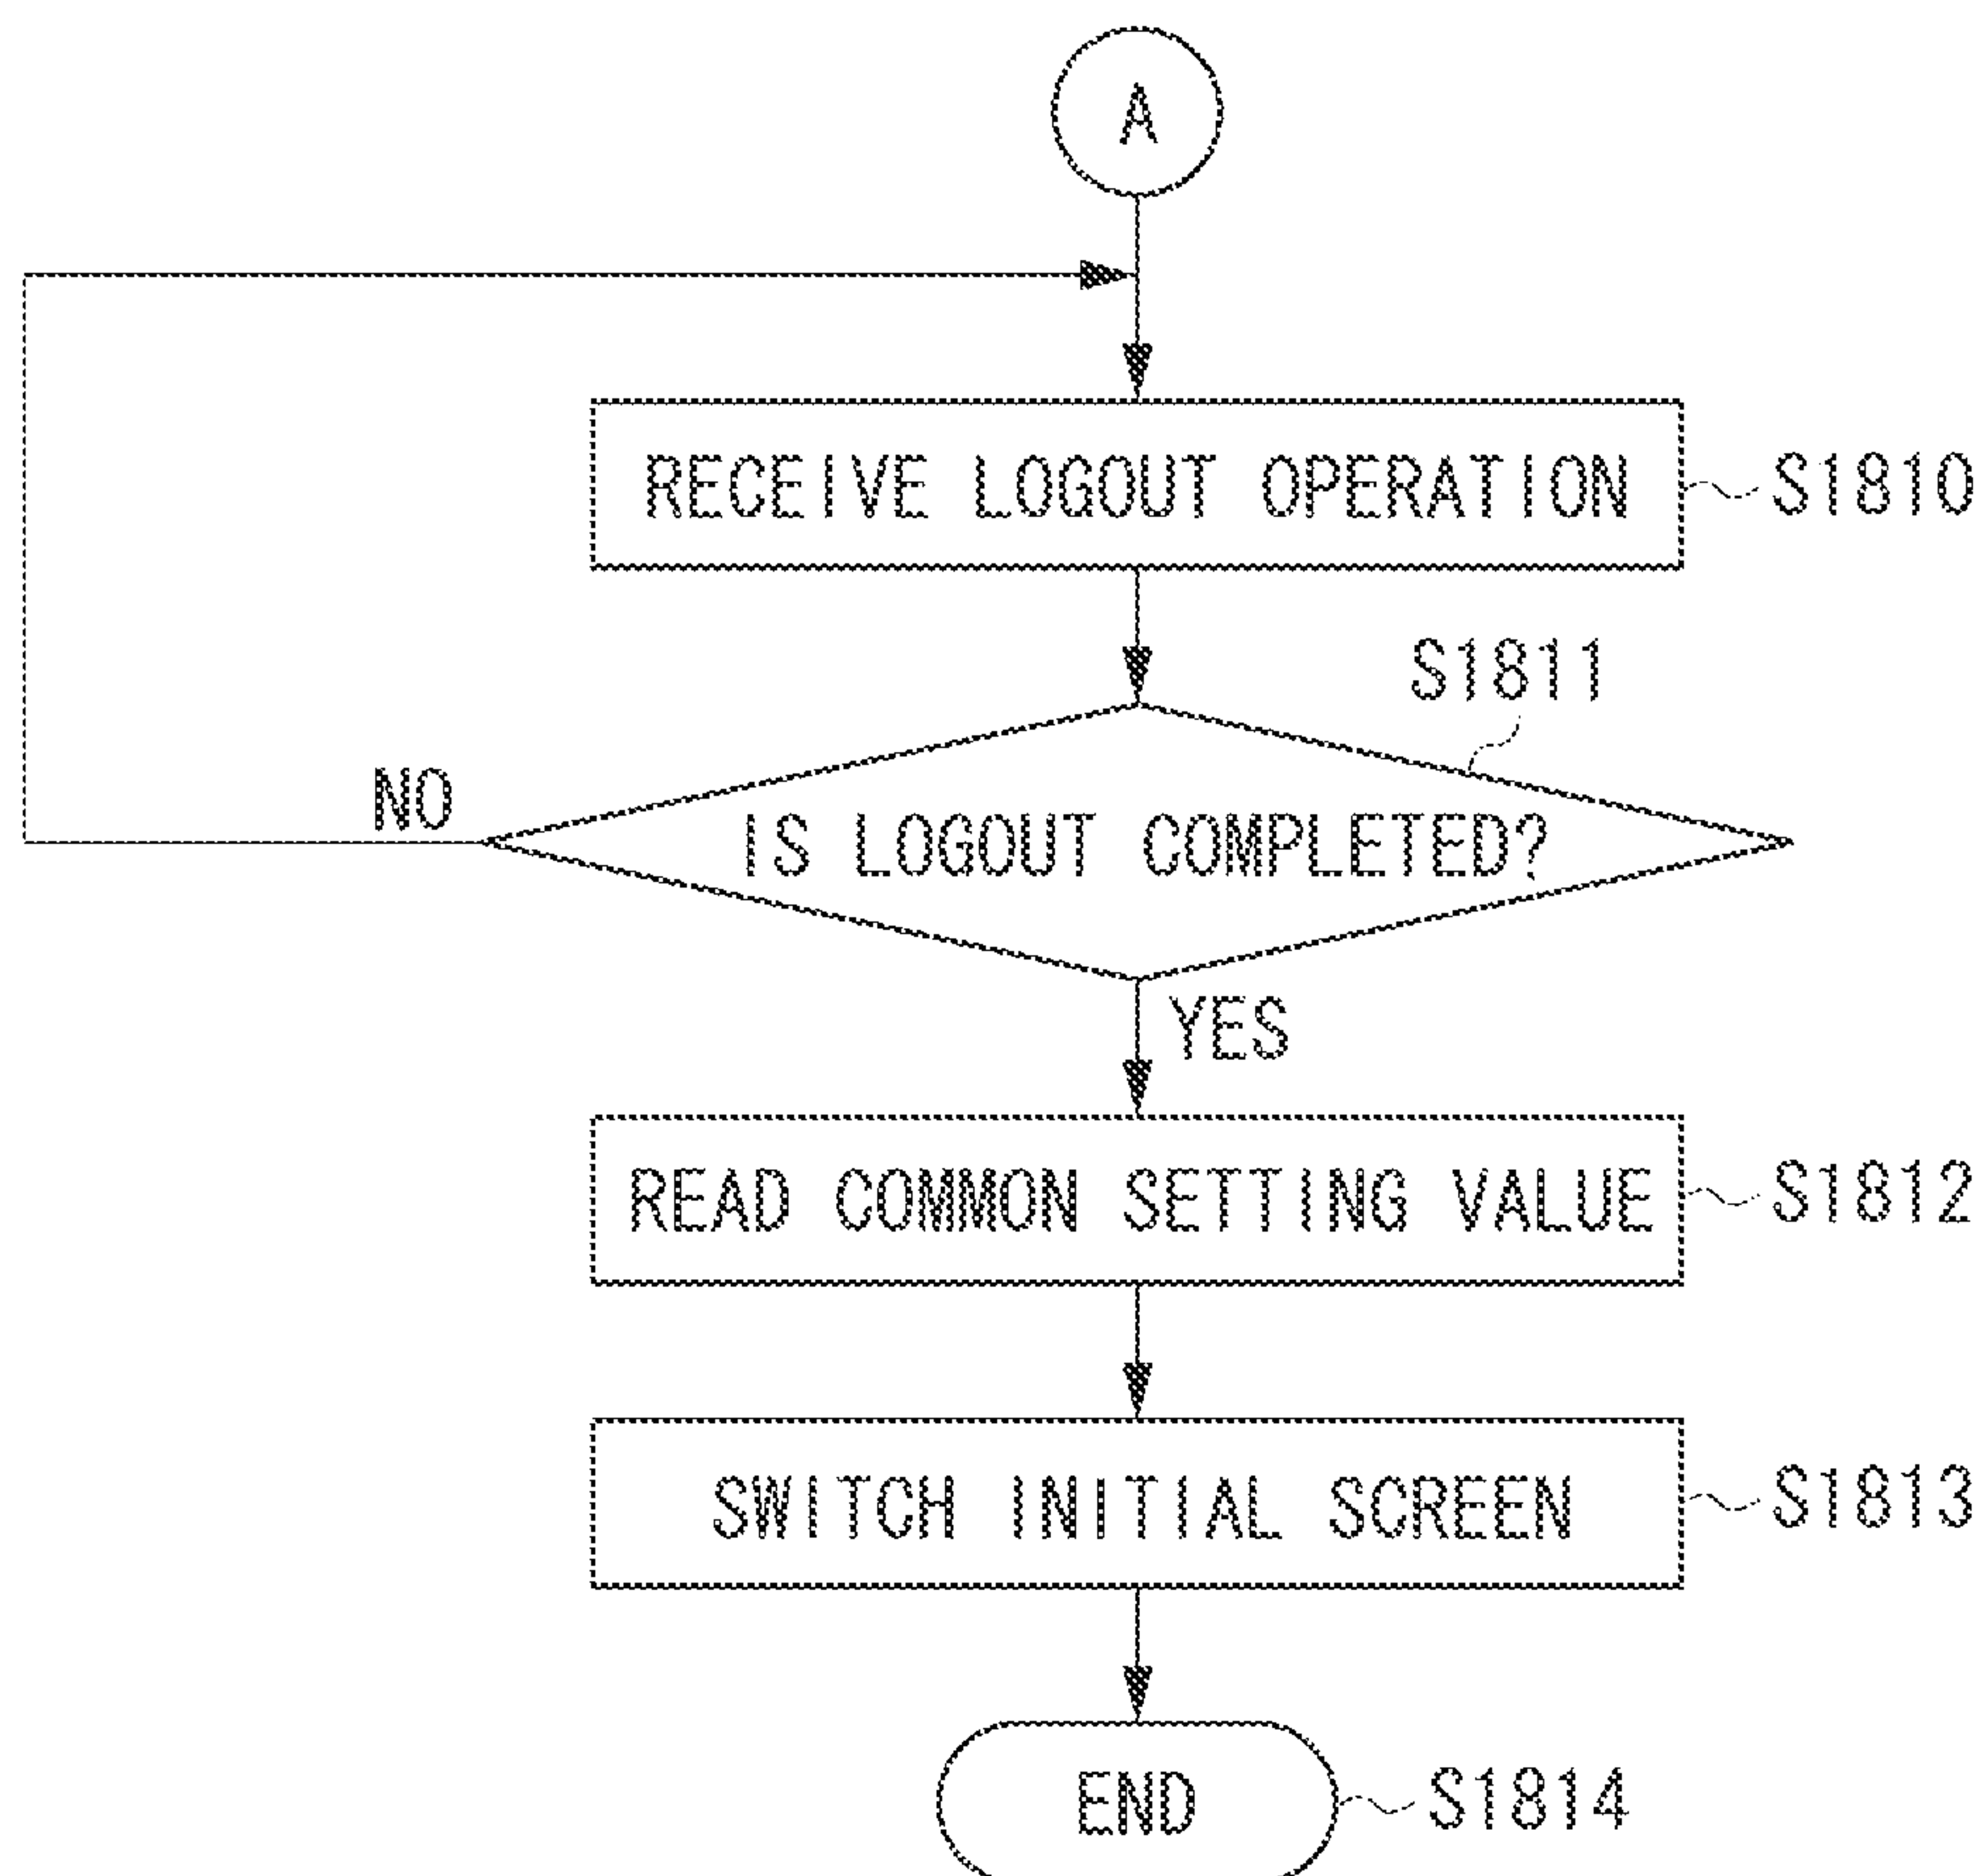 A
RECEIVE LOGOUT OPERATION
S1810
S1811
NO
IS LOGOUT COMPLETED?
YES
READ COMMON SETTING VALUE
S1812
SWITCH INITIAL SCREEN
S1813
END
S1814